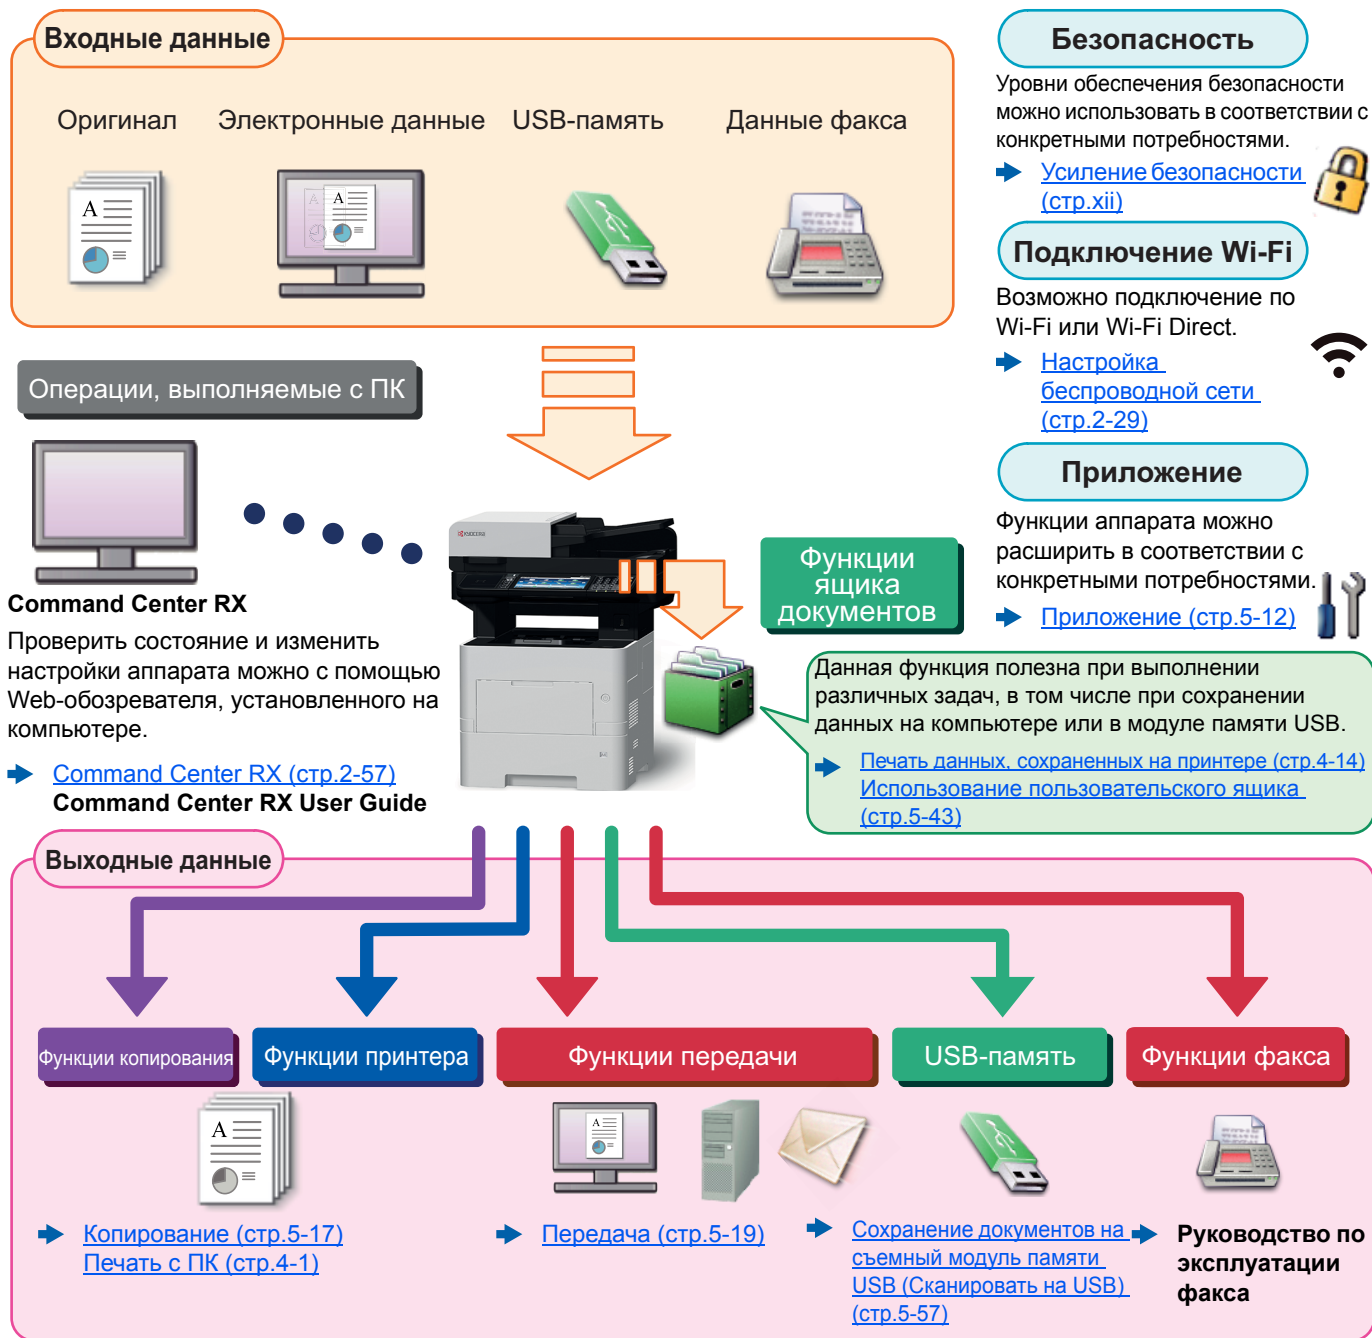 Входные данные
Оригинал
Электронные данные
USB-память
Данные факса
Безопасность
Уровни обеспечения безопасности
можно использовать в соответствии с
конкретными потребностями.
Усиление безопасности
(стр.xii)
Подключение Wi-Fi
Возможно подключение по
Wi-Fi или Wi-Fi Direct.
Настройка
беспроводной сети
(стр.2-29)
Приложение
Функции аппарата можно
расширить в соответствии с
конкретными потребностями.
Приложение (стр.5-12)
Операции, выполняемые с ПК
Command Center RX
Проверить состояние и изменить
настройки аппарата можно с помощью
Web-обозревателя, установленного на
компьютере.
Command Center RX (стр.2-57)
Command Center RX User Guide
KYOCERA
Функции
ящика
документов
Данная функция полезна при выполнении
различных задач, в том числе при сохранении
данных на компьютере или в модуле памяти USB.
Печать данных, сохраненных на принтере (стр.4-14)
Использование пользовательского ящика
(стр.5-43)
Выходные данные
Функции копирования
Функции принтера
Функции передачи
USB-память
Функции факса
Копирование (стр.5-17)
Печать с ПК (стр.4-1)
Передача (стр.5-19)
Сохранение документов на
съемный модуль памяти
USB (Сканировать на USB)
(стр.5-57)
Руководство по
эксплуатации
факса
A
A
A
A
A